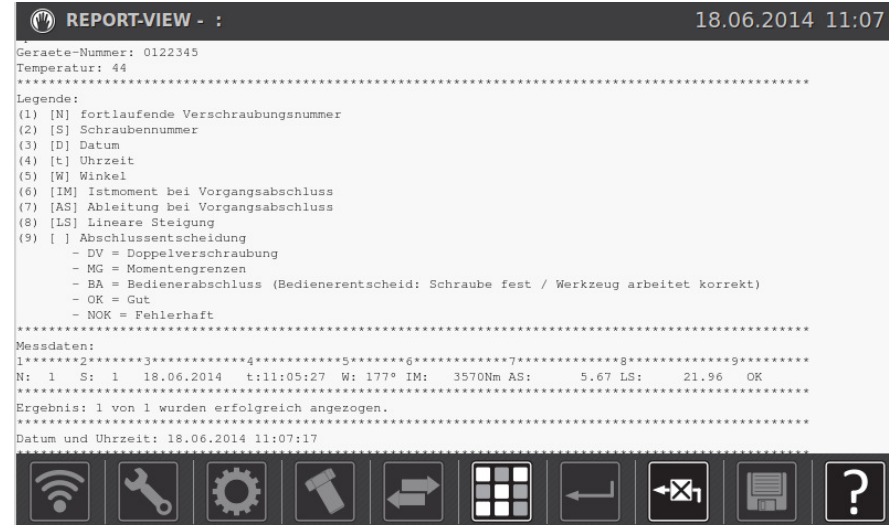 REPORT-VIEW - :
18.06.2014 11:07
Geraete-Nummer: 0122345
Temperatur: 44
****************************************************************************************************
Legende:
(1) [N] fortlaufende Verschraubungsnummer
(2) [S] Schraubennummer
(3) [D] Datum
(4) [t] Uhrzeit
(5) [W] Winkel
(6) [IM] Istmoment bei Vorgangsabschluss
(7) [AS] Ableitung bei Vorgangsabschluss
(8) [LS] Lineare Steigung
(9) [ ] Abschlussentscheidung
- DV = Doppelverschraubung
- MG = Momentengrenzen
- BA = Bedienerabschluss (Bedienerentscheid: Schraube fest / Werkzeug arbeitet korrekt)
- OK = Gut
- NOK = Fehlerhaft
****************************************************************************************************
Messdaten:
1*******2*******3************4***********5*******6************7*************8*************9*********
N: 1 S: 1 18.06.2014 t:11:05:27 W: 177° IM: 3570Nm AS: 5.67 LS: 21.96 OK
****************************************************************************************************
Ergebnis: 1 von 1 wurden erfolgreich angezogen.
****************************************************************************************************
Datum und Uhrzeit: 18.06.2014 11:07:17
****************************************************************************************************
?